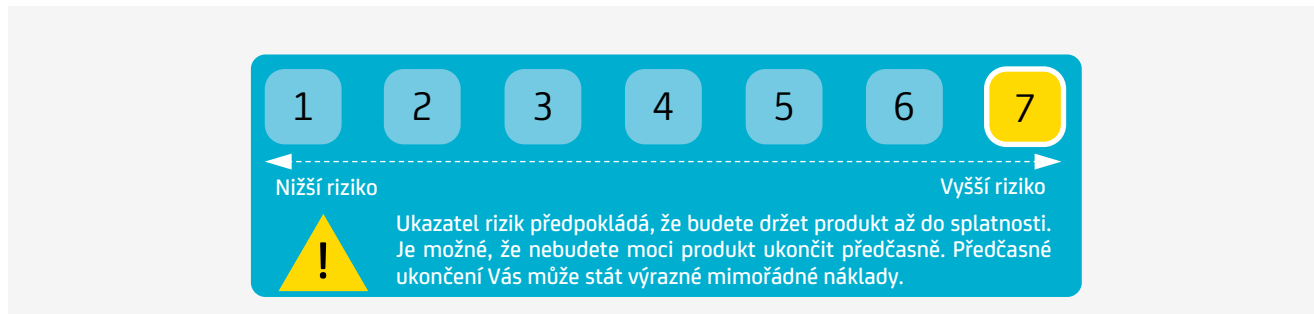 1 2 3 4 5 6 7
Nižší riziko Vyšší riziko
Ukazatel rizik předpokládá, že budete držet produkt až do splatnosti.
Je možné, že nebudete moci produkt ukončit předčasně. Předčasné
! ukončení Vás může stát výrazné mimořádné náklady.